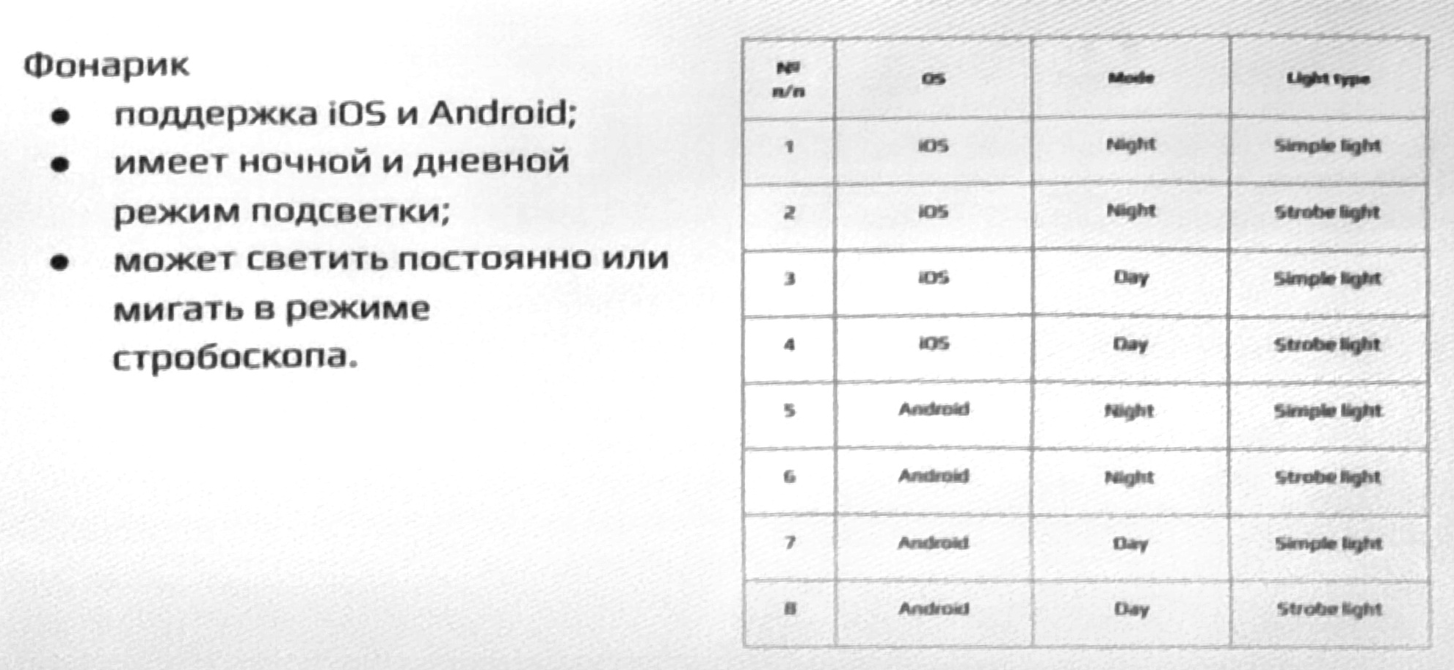 Фонарик
● поддержка iOS и Android;
● имеет ночной и дневной
режим подсветки;
● может светить постоянно или
мигать в режиме
стробоскопа.
№ п/п OS Mode Light type
1 iOS Night Simple light
2 iOS Night Strobe light
3 iOS Day Simple light
4 iOS Day Strobe light
5 Android Night Simple light
6 Android Night Strobe light
7 Android Day Simple light
8 Android Day Strobe light